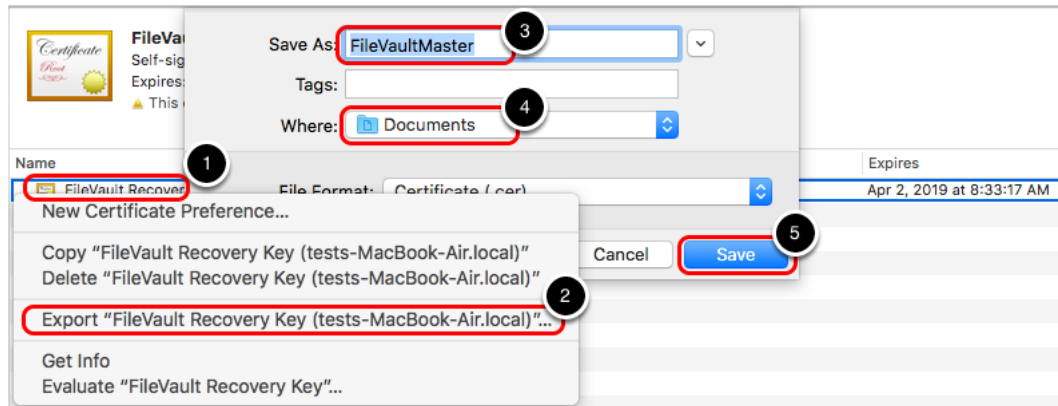 Certificate
Root
FileVau
Self-sig
Expires:
This
Save As: FileVaultMaster
3
Tags:
4
Where: Documents
1
Name
Expires
FileVault Recover
File Format: Certificate (.cer)
Apr 2, 2019 at 8:33:17 AM
New Certificate Preference...
Copy “FileVault Recovery Key (tests-MacBook-Air.local)”
Delete “FileVault Recovery Key (tests-MacBook-Air.local)”
Cancel
Save
5
2
Export “FileVault Recovery Key (tests-MacBook-Air.local)”...
Get Info
Evaluate “FileVault Recovery Key”...